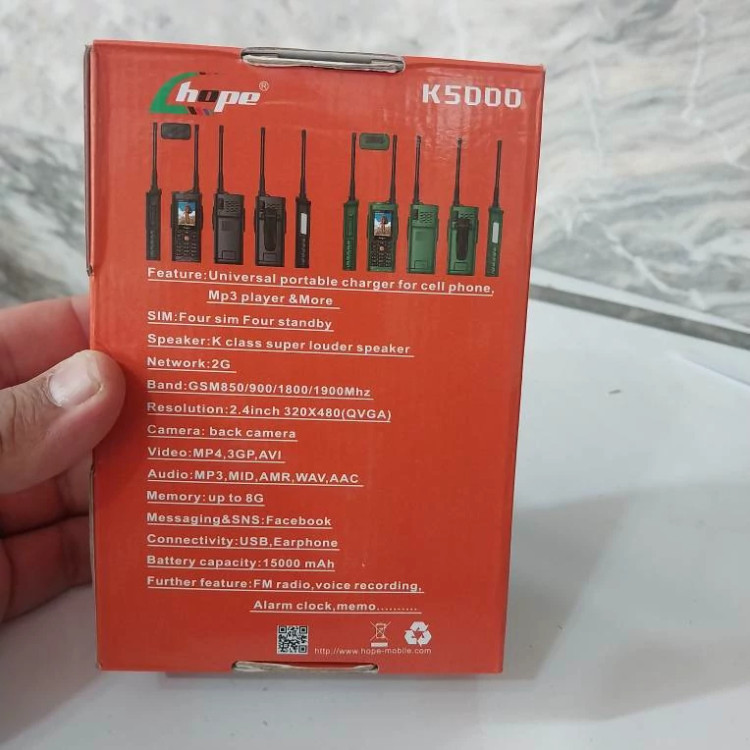 hope®
K5000
Feature:Universal portable charger for cell phone,
Mp3 player &More
SIM:Four sim Four standby
Speaker:K class super louder speaker
Network:2G
Band:GSM850/900/1800/1900Mhz
Resolution:2.4inch 320X480(QVGA)
Camera: back camera
Video:MP4,3GP,AVI
Audio:MP3,MID,AMR,WAV,AAC
Memory:up to 8G
Messaging&SNS:Facebook
Connectivity:USB,Earphone
Battery capacity:15000 mAh
Further feature:FM radio,voice recording,
Alarm clock,memo..........
http://www.hope-mobile.com